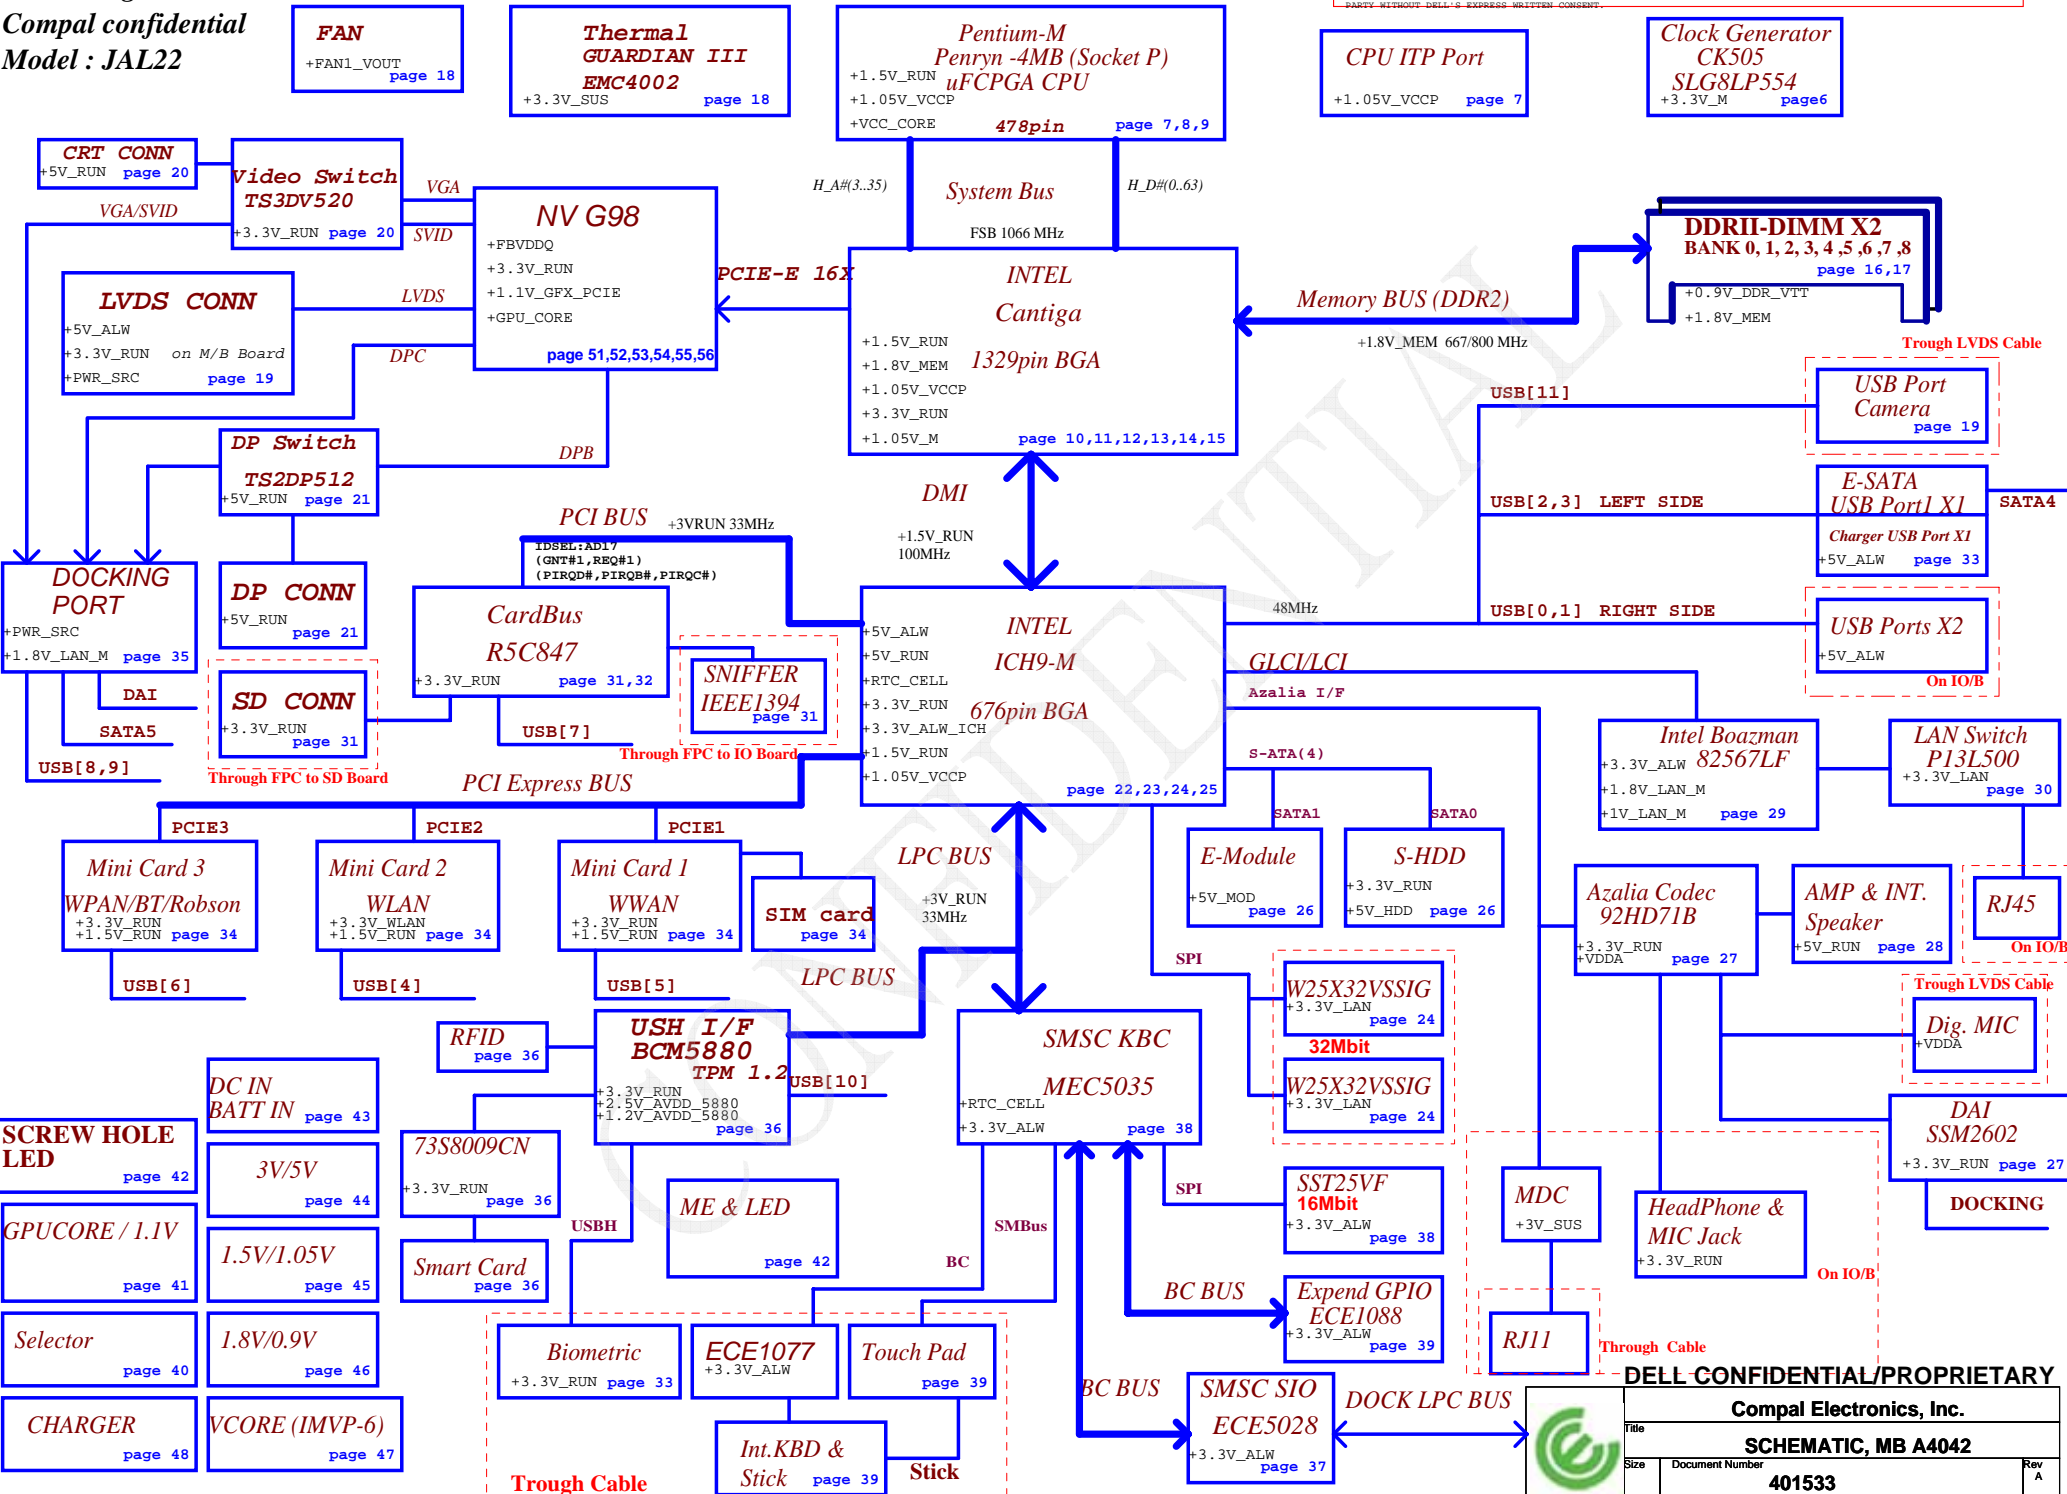 Compal confidential
Model : JAL22
PARTY WITHOUT DELL'S EXPRESS WRITTEN CONSENT.
FAN
+FAN1_VOUT
page 18
Thermal
GUARDIAN III
EMC4002
+3.3V_SUS
page 18
Pentium-M
Penryn -4MB (Socket P)
uFCPGA CPU
+1.5V_RUN
+1.05V_VCCP
+VCC_CORE
478pin
page 7,8,9
CPU ITP Port
+1.05V_VCCP
page 7
Clock Generator
CK505
SLG8LP554
+3.3V_M
page6
CRT CONN
+5V_RUN
page 20
Video Switch
TS3DV520
+3.3V_RUN
page 20
VGA
SVID
VGA/SVID
NV G98
+FBVDDQ
+3.3V_RUN
+1.1V_GFX_PCIE
+GPU_CORE
page 51,52,53,54,55,56
PCIE-E 16X
H_A#(3..35)
System Bus
H_D#(0..63)
FSB 1066 MHz
INTEL
Cantiga
1329pin BGA
+1.5V_RUN
+1.8V_MEM
+1.05V_VCCP
+3.3V_RUN
+1.05V_M
page 10,11,12,13,14,15
Memory BUS (DDR2)
+1.8V_MEM 667/800 MHz
DDRII-DIMM X2
BANK 0, 1, 2, 3, 4 ,5 ,6 ,7 ,8
page 16,17
+0.9V_DDR_VTT
+1.8V_MEM
LVDS CONN
+5V_ALW
+3.3V_RUN
on M/B Board
+PWR_SRC
page 19
LVDS
DPC
DPB
DP Switch
TS2DP512
+5V_RUN
page 21
DP CONN
+5V_RUN
page 21
DOCKING
PORT
+PWR_SRC
+1.8V_LAN_M
page 35
DAI
SATA5
USB[8,9]
SD CONN
+3.3V_RUN
page 31
Through FPC to SD Board
PCI BUS
+3VRUN 33MHz
IDSEL:AD17
(GNT#1,REQ#1)
(PIRQD#,PIRQB#,PIRQC#)
CardBus
R5C847
+3.3V_RUN
page 31,32
USB[7]
SNIFFER
IEEE1394
page 31
Through FPC to IO Board
DMI
+1.5V_RUN
100MHz
INTEL
ICH9-M
676pin BGA
+5V_ALW
+5V_RUN
+RTC_CELL
+3.3V_RUN
+3.3V_ALW_ICH
+1.5V_RUN
+1.05V_VCCP
page 22,23,24,25
Trough LVDS Cable
USB[11]
USB Port
Camera
page 19
USB[2,3] LEFT SIDE
E-SATA
USB Port1 X1
Charger USB Port X1
+5V_ALW
page 33
SATA4
48MHz
USB[0,1] RIGHT SIDE
USB Ports X2
+5V_ALW
On IO/B
GLCI/LCI
Azalia I/F
S-ATA(4)
SATA1
SATA0
Intel Boazman
82567LF
+3.3V_ALW
+1.8V_LAN_M
+1V_LAN_M
page 29
LAN Switch
P13L500
+3.3V_LAN
page 30
RJ45
On IO/B
PCI Express BUS
PCIE3
PCIE2
PCIE1
Mini Card 3
WPAN/BT/Robson
+3.3V_RUN
+1.5V_RUN
page 34
USB[6]
Mini Card 2
WLAN
+3.3V_WLAN
+1.5V_RUN
page 34
USB[4]
Mini Card 1
WWAN
+3.3V_RUN
+1.5V_RUN
page 34
USB[5]
SIM card
page 34
LPC BUS
+3V_RUN
33MHz
LPC BUS
E-Module
+5V_MOD
page 26
S-HDD
+3.3V_RUN
+5V_HDD
page 26
Azalia Codec
92HD71B
+3.3V_RUN
+VDDA
page 27
AMP & INT.
Speaker
+5V_RUN
page 28
Trough LVDS Cable
Dig. MIC
+VDDA
DAI
SSM2602
+3.3V_RUN
page 27
DOCKING
SPI
W25X32VSSIG
+3.3V_LAN
page 24
32Mbit
W25X32VSSIG
+3.3V_LAN
page 24
RFID
page 36
USH I/F
BCM5880
TPM 1.2
+3.3V_RUN
+2.5V_AVDD_5880
+1.2V_AVDD_5880
page 36
USB[10]
SMSC KBC
MEC5035
+RTC_CELL
+3.3V_ALW
page 38
SPI
SST25VF
16Mbit
+3.3V_ALW
page 38
DC IN
BATT IN
page 43
SCREW HOLE
LED
page 42
3V/5V
page 44
73S8009CN
+3.3V_RUN
page 36
Smart Card
page 36
USBH
ME & LED
page 42
BC
SMBus
GPUCORE / 1.1V
page 41
1.5V/1.05V
page 45
Selector
page 40
1.8V/0.9V
page 46
CHARGER
page 48
VCORE (IMVP-6)
page 47
Biometric
+3.3V_RUN
page 33
ECE1077
+3.3V_ALW
Touch Pad
page 39
Int.KBD &
Stick
page 39
Stick
Trough Cable
BC BUS
Expend GPIO
ECE1088
+3.3V_ALW
page 39
BC BUS
SMSC SIO
ECE5028
+3.3V_ALW
page 37
DOCK LPC BUS
MDC
+3V_SUS
RJ11
Through Cable
HeadPhone &
MIC Jack
+3.3V_RUN
On IO/B
CONFIDENTIAL
DELL CONFIDENTIAL/PROPRIETARY
Compal Electronics, Inc.
Title
SCHEMATIC, MB A4042
Size
Document Number
401533
Rev
A